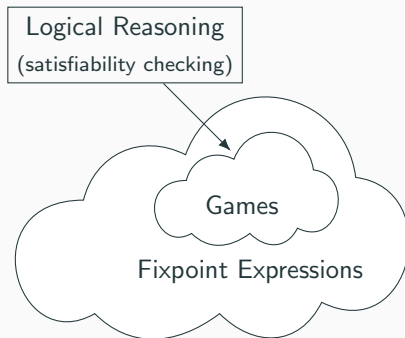 Logical Reasoning
(satisfiability checking)
Games
Fixpoint Expressions